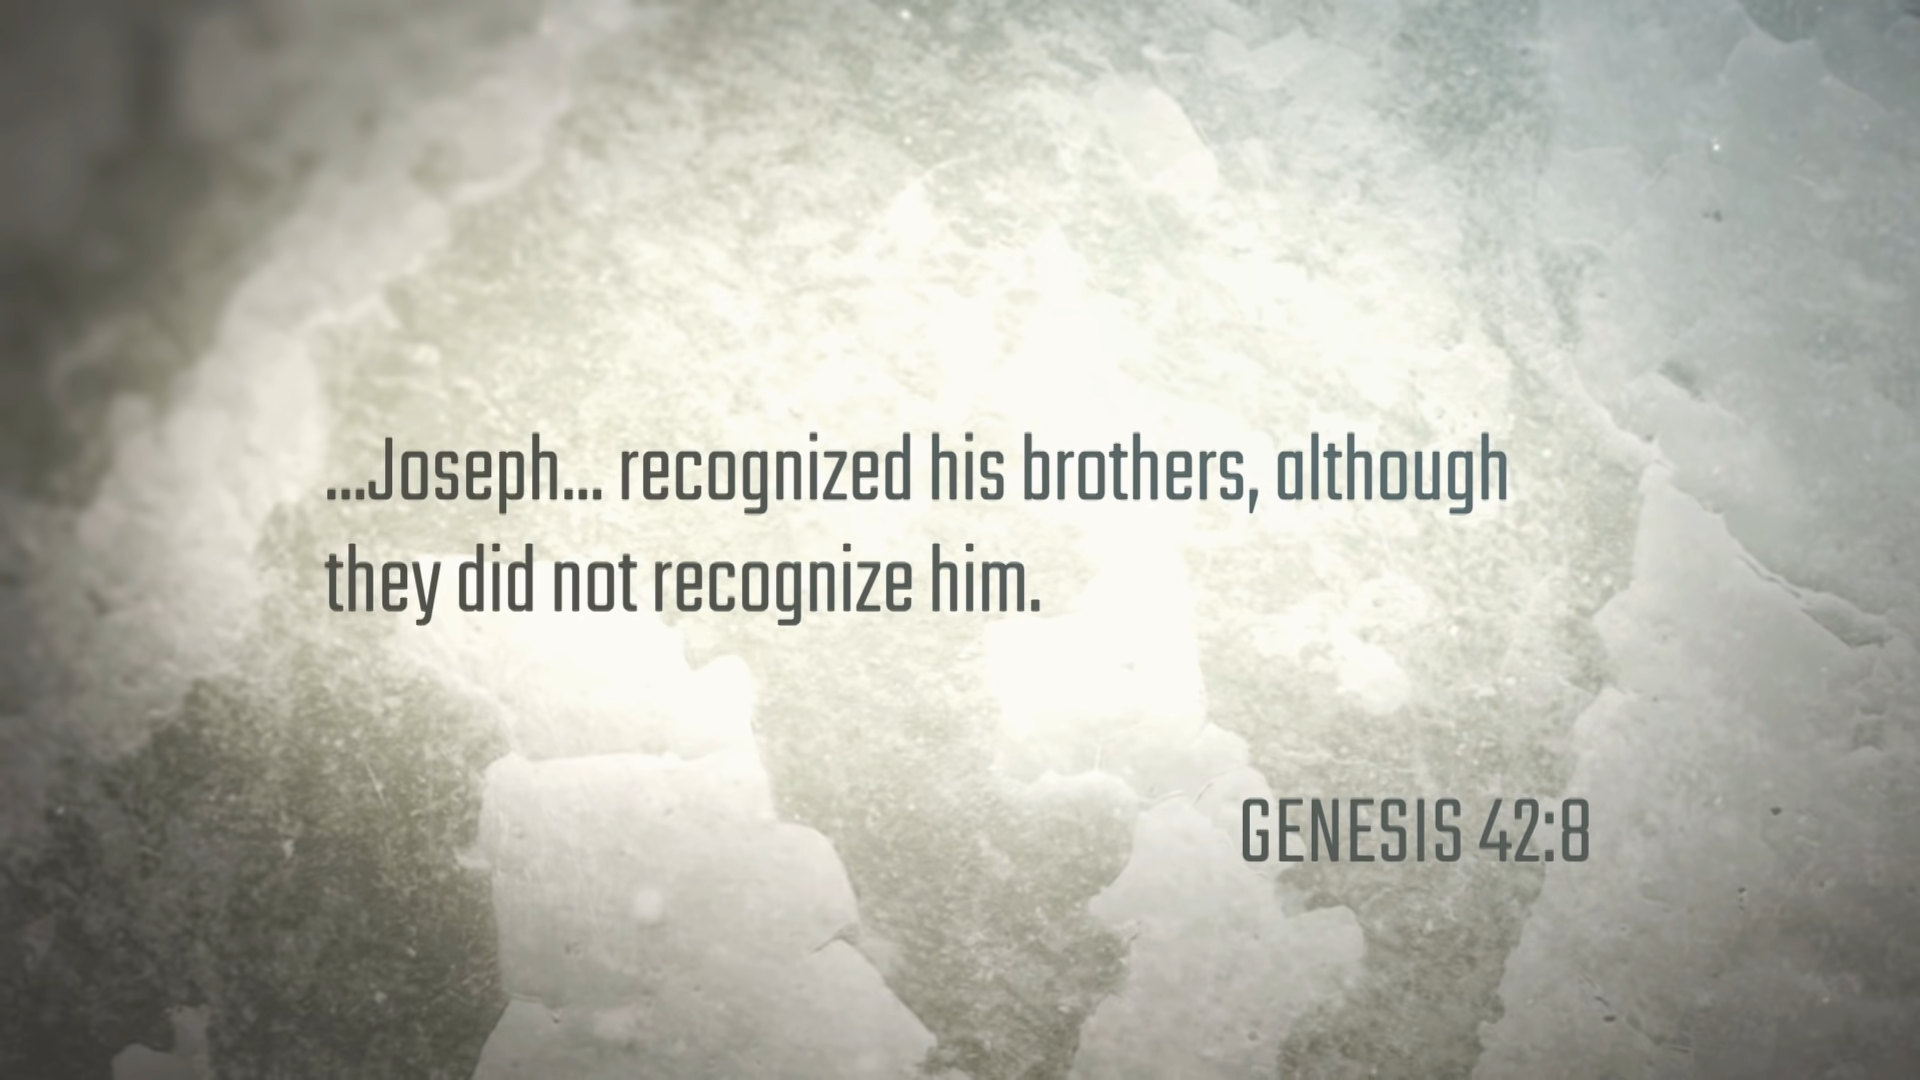 ...Joseph... recognized his brothers, although
they did not recognize him.
GENESIS 42:8